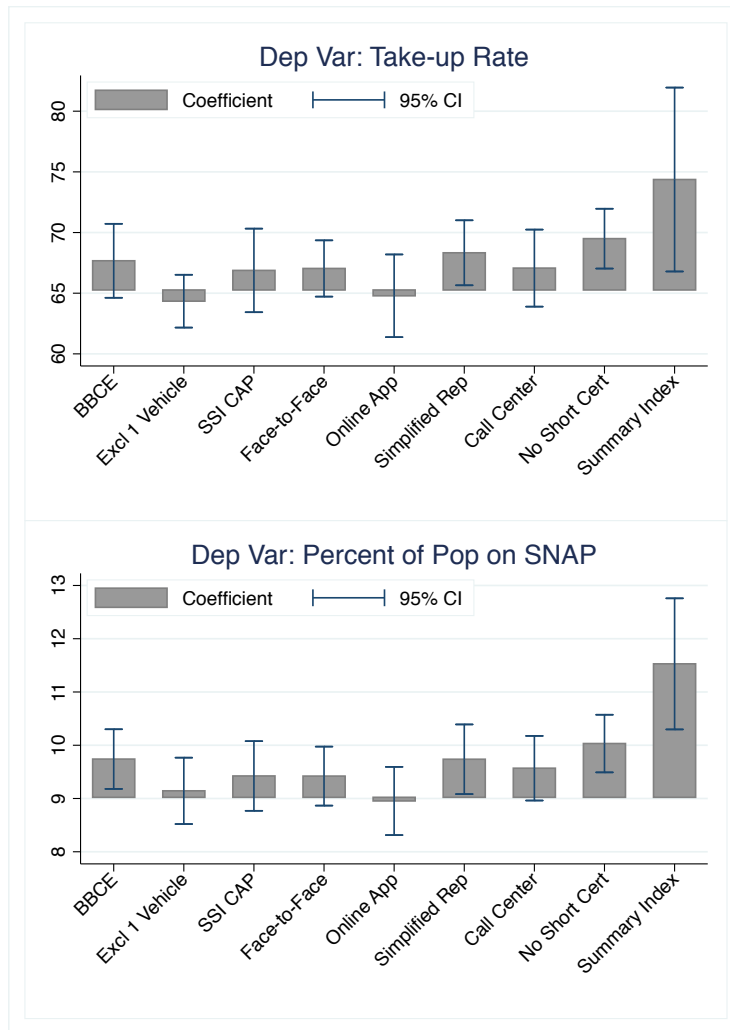 Dep Var: Take-up Rate
Coefficient 95% CI
80
75
70
65
60
BBCE
Excl 1 Vehicle
SSI CAP
Face-to-Face
Online App
Simplified Rep
Call Center
No Short Cert
Summary Index
Dep Var: Percent of Pop on SNAP
Coefficient 95% CI
13
12
11
10
9
8
BBCE
Excl 1 Vehicle
SSI CAP
Face-to-Face
Online App
Simplified Rep
Call Center
No Short Cert
Summary Index